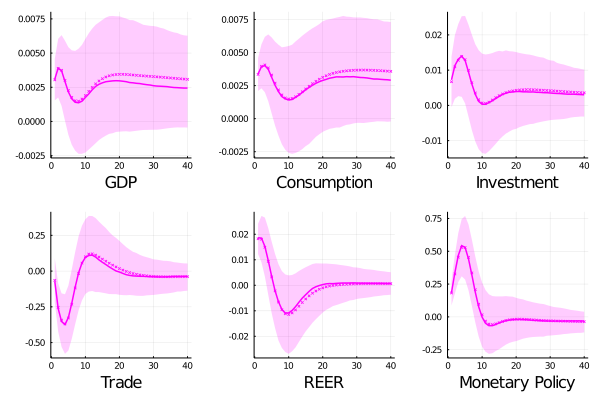 0.0075 0.0075 0.02
0.0050 0.0050 0.01
0.0025 0.0025 0.00
0.0000 0.0000 -0.01
-0.0025 -0.0025
0 10 20 30 40 0 10 20 30 40 0 10 20 30 40
GDP Consumption Investment
0.25 0.02 0.75
0.00 0.01 0.50
-0.25 0.00 0.25
-0.50 -0.01 0.00
-0.02 -0.25
0 10 20 30 40 0 10 20 30 40 0 10 20 30 40
Trade REER Monetary Policy